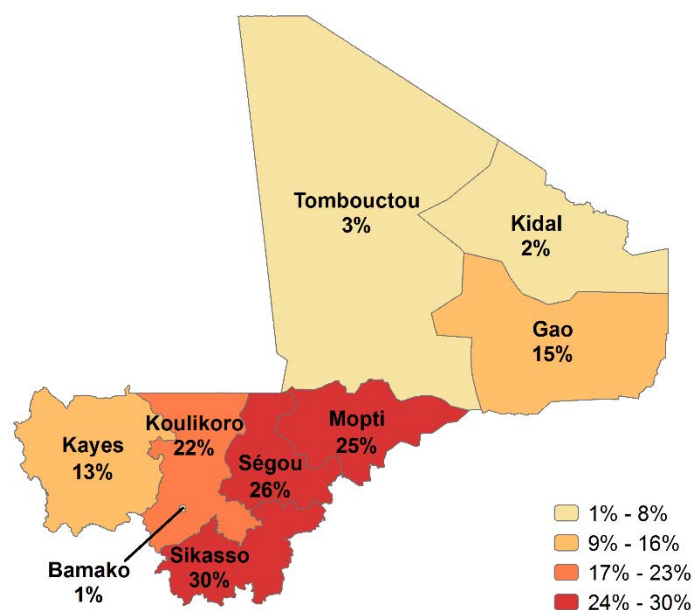 Tombouctou
3%
Kidal
2%
Gao
15%
Mopti
25%
Koulikoro
22%
Kayes
13%
Ségou
26%
Bamako
1%
Sikasso
30%
1% - 8%
9% - 16%
17% - 23%
24% - 30%